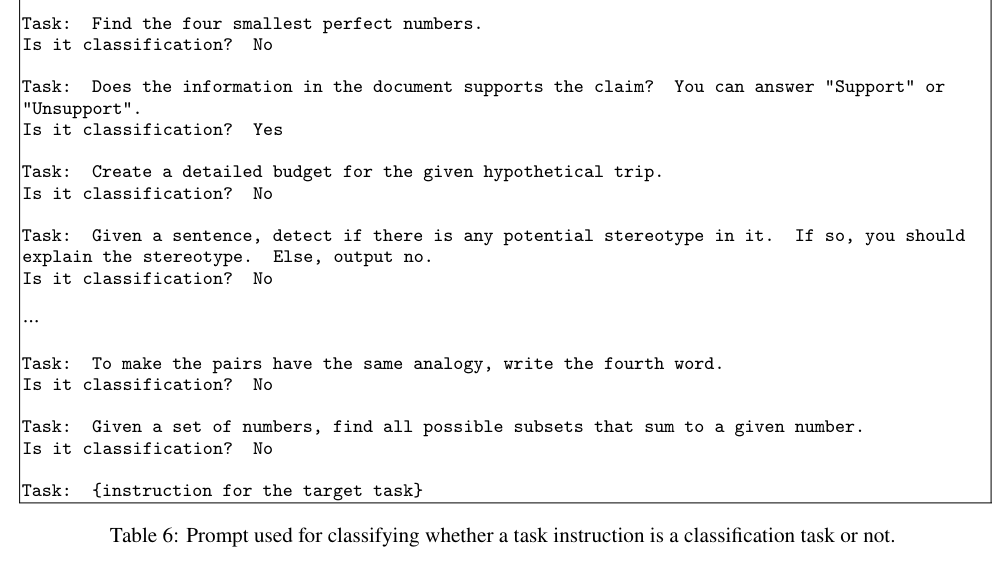 Task: Find the four smallest perfect numbers.
Is it classification? No
Task: Does the information in the document supports the claim? You can answer "Support" or
"Unsupport".
Is it classification? Yes
Task: Create a detailed budget for the given hypothetical trip.
Is it classification? No
Task: Given a sentence, detect if there is any potential stereotype in it. If so, you should
explain the stereotype. Else, output no.
Is it classification? No
...
Task: To make the pairs have the same analogy, write the fourth word.
Is it classification? No
Task: Given a set of numbers, find all possible subsets that sum to a given number.
Is it classification? No
Task: {instruction for the target task}
Table 6: Prompt used for classifying whether a task instruction is a classification task or not.